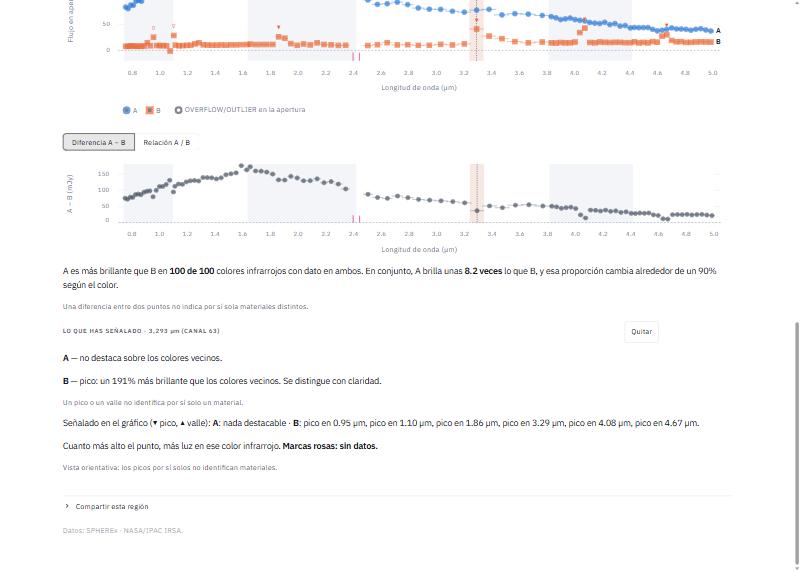 Flujo en aper
50
0
A
B
0.8 1.0 1.2 1.4 1.6 1.8 2.0 2.2 2.4 2.6 2.8 3.0 3.2 3.4 3.6 3.8 4.0 4.2 4.4 4.6 4.8 5.0
Longitud de onda (μm)
A B OVERFLOW/OUTLIER en la apertura
Diferencia A − B Relación A / B
A − B (mJy)
150
100
50
0
0.8 1.0 1.2 1.4 1.6 1.8 2.0 2.2 2.4 2.6 2.8 3.0 3.2 3.4 3.6 3.8 4.0 4.2 4.4 4.6 4.8 5.0
Longitud de onda (μm)
A es más brillante que B en 100 de 100 colores infrarrojos con dato en ambos. En conjunto, A brilla unas 8.2 veces lo que B, y esa proporción cambia alrededor de un 90%
según el color.
Una diferencia entre dos puntos no indica por sí sola materiales distintos.
LO QUE HAS SEÑALADO · 3,293 μm (CANAL 63)
Quitar
A — no destaca sobre los colores vecinos.
B — pico: un 191% más brillante que los colores vecinos. Se distingue con claridad.
Un pico o un valle no identifica por sí solo un material.
Señalado en el gráfico (▾ pico, ▴ valle): A: nada destacable · B: pico en 0.95 μm, pico en 1.10 μm, pico en 1.86 μm, pico en 3.29 μm, pico en 4.08 μm, pico en 4.67 μm.
Cuanto más alto el punto, más luz en ese color infrarrojo. Marcas rosas: sin datos.
Vista orientativa: los picos por sí solos no identifican materiales.
Compartir esta región
Datos: SPHEREx · NASA/IPAC IRSA.